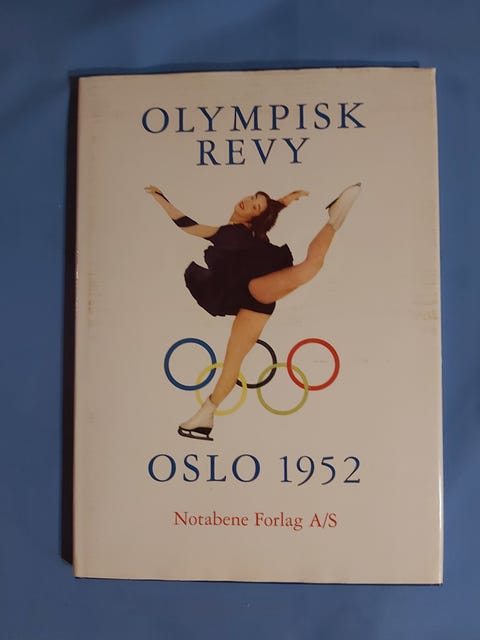 OLYMPISK
REVY
OSLO 1952
Notabene Forlag A/S